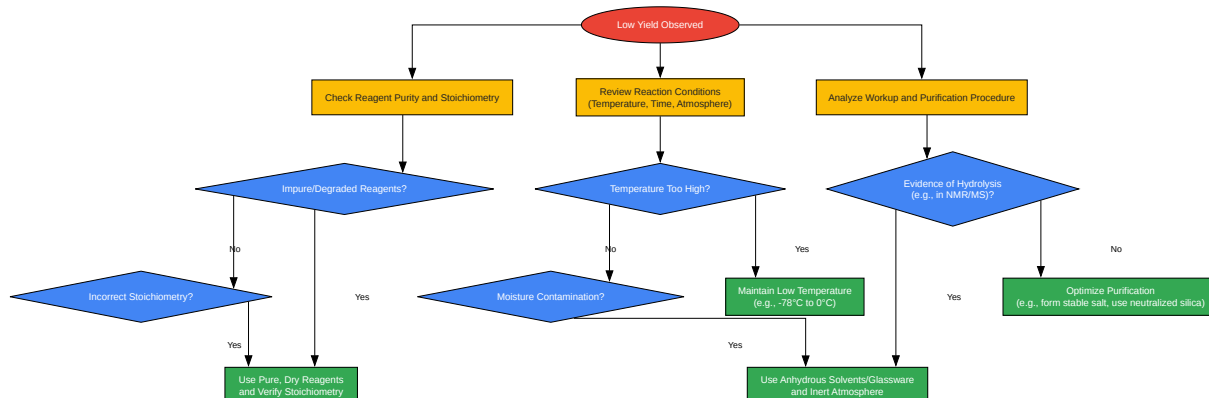 Low Yield Observed
Check Reagent Purity and Stoichiometry
Review Reaction Conditions
(Temperature, Time, Atmosphere)
Analyze Workup and Purification Procedure
Impure/Degraded Reagents?
Temperature Too High?
Evidence of Hydrolysis
(e.g., in NMR/MS)?
No
No
Yes
No
Incorrect Stoichiometry?
Yes
Moisture Contamination?
Maintain Low Temperature
(e.g., -78°C to 0°C)
Yes
Optimize Purification
(e.g., form stable salt, use neutralized silica)
Yes
Yes
Use Pure, Dry Reagents
and Verify Stoichiometry
Use Anhydrous Solvents/Glassware
and Inert Atmosphere